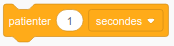 patienter 1 secondes